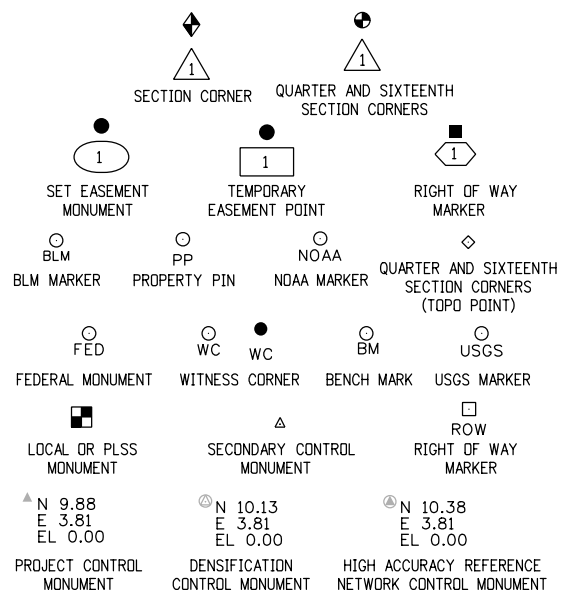 1
1
SECTION CORNER
QUARTER AND SIXTEENTH
SECTION CORNERS
1
1
1
SET EASEMENT
MONUMENT
TEMPORARY
EASEMENT POINT
RIGHT OF WAY
MARKER
BLM
BLM MARKER
PP
PROPERTY PIN
NOAA
NOAA MARKER
QUARTER AND SIXTEENTH
SECTION CORNERS
(TOPO POINT)
FED
FEDERAL MONUMENT
WC
WC
WITNESS CORNER
BM
BENCH MARK
USGS
USGS MARKER
LOCAL OR PLSS
MONUMENT
SECONDARY CONTROL
MONUMENT
ROW
RIGHT OF WAY
MARKER
N 9.88
E 3.81
EL 0.00
PROJECT CONTROL
MONUMENT
N 10.13
E 3.81
EL 0.00
DENSIFICATION
CONTROL MONUMENT
N 10.38
E 3.81
EL 0.00
HIGH ACCURACY REFERENCE
NETWORK CONTROL MONUMENT